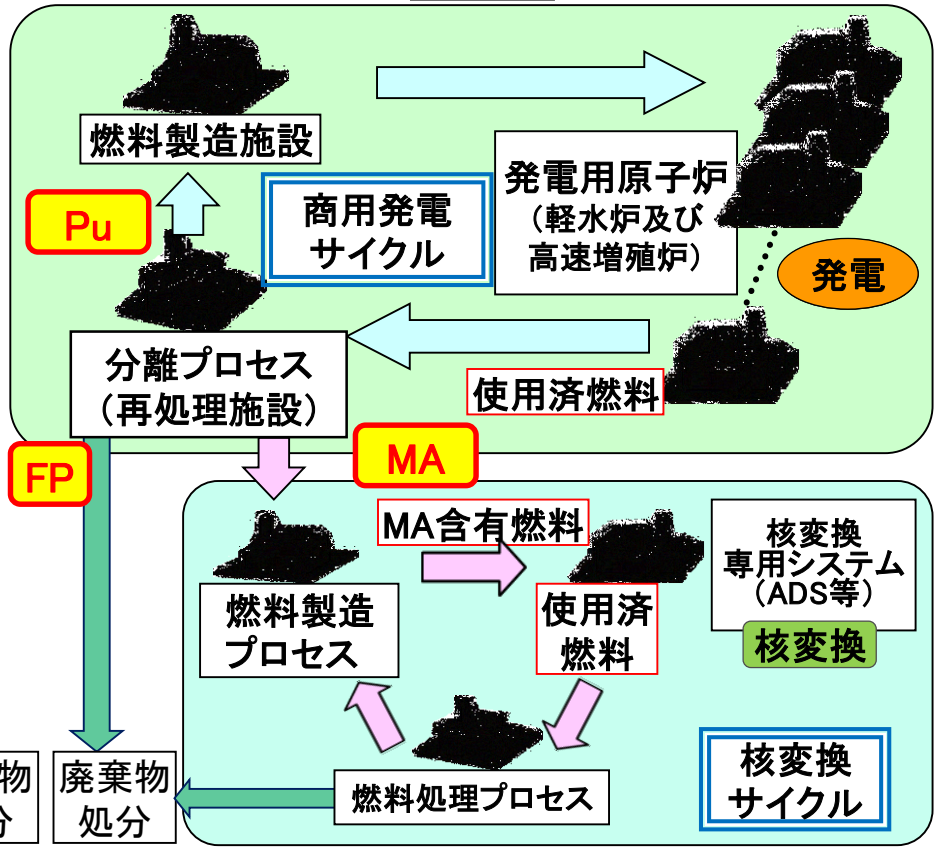 燃料製造施設
Pu
商用発電
サイクル
発電用原子炉
（軽水炉及び
高速増殖炉）
発電
分離プロセス
（再処理施設）
使用済燃料
FP
MA
MA含有燃料
核変換
専用システム
（ADS等）
燃料製造
プロセス
使用済
燃料
核変換
燃料処理プロセス
核変換
サイクル
物
分
廃棄物
処分